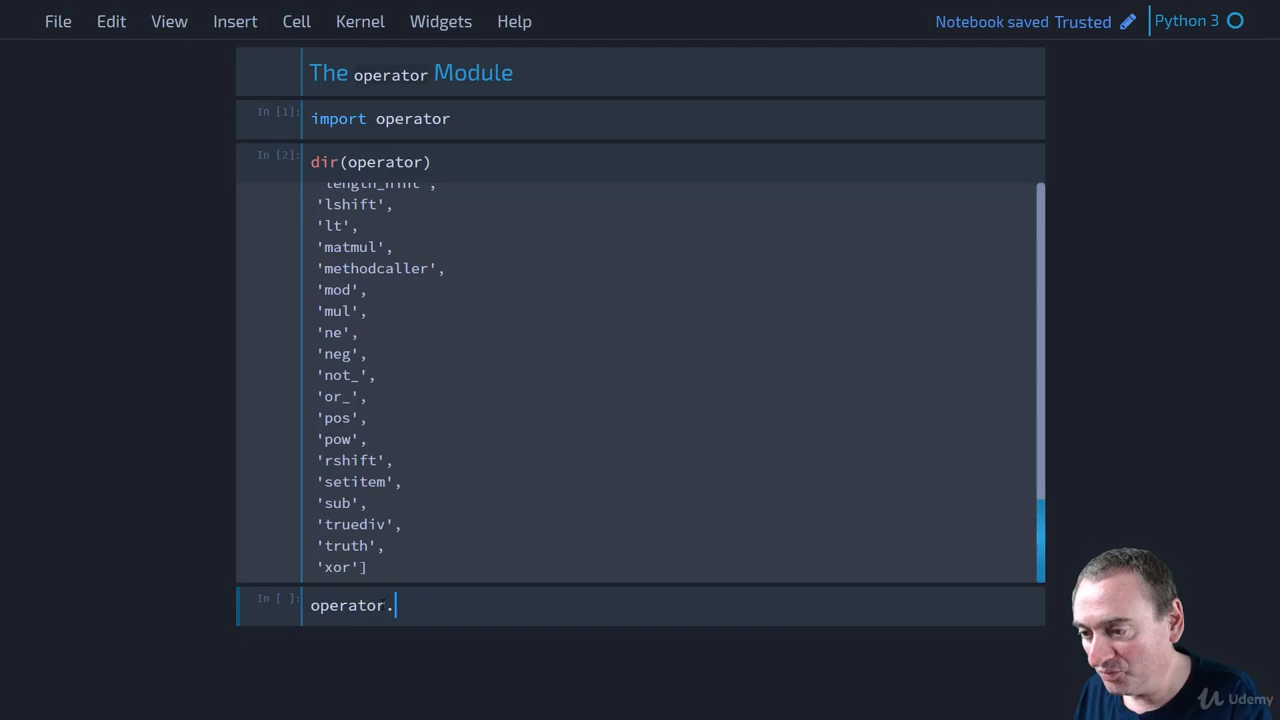 File Edit View Insert Cell Kernel Widgets Help Notebook saved Trusted Python 3
The operator Module
In [1]: import operator
In [2]: dir(operator)
'length_hint',
'lshift',
'lt',
'matmul',
'methodcaller',
'mod',
'mul',
'ne',
'neg',
'not_',
'or_',
'pos',
'pow',
'rshift',
'setitem',
'sub',
'truediv',
'truth',
'xor']
In [ ]: operator.
Udemy